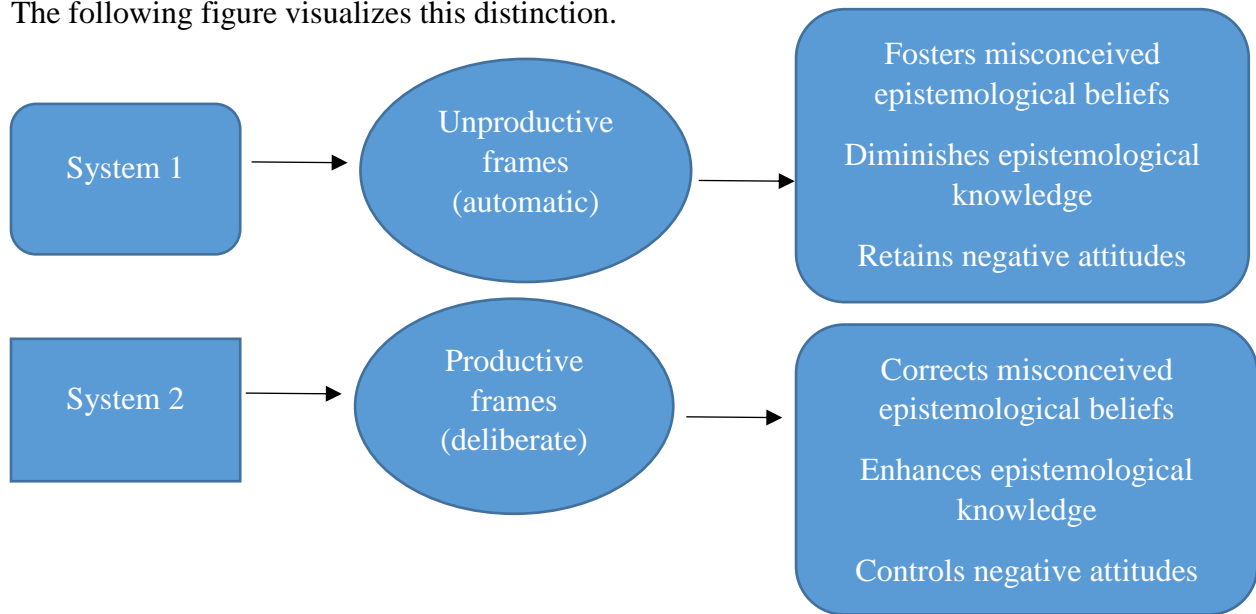 The following figure visualizes this distinction.
System 1
Unproductive
frames
(automatic)
Fosters misconceived
epistemological beliefs
Diminishes epistemological
knowledge
Retains negative attitudes
System 2
Productive
frames
(deliberate)
Corrects misconceived
epistemological beliefs
Enhances epistemological
knowledge
Controls negative attitudes